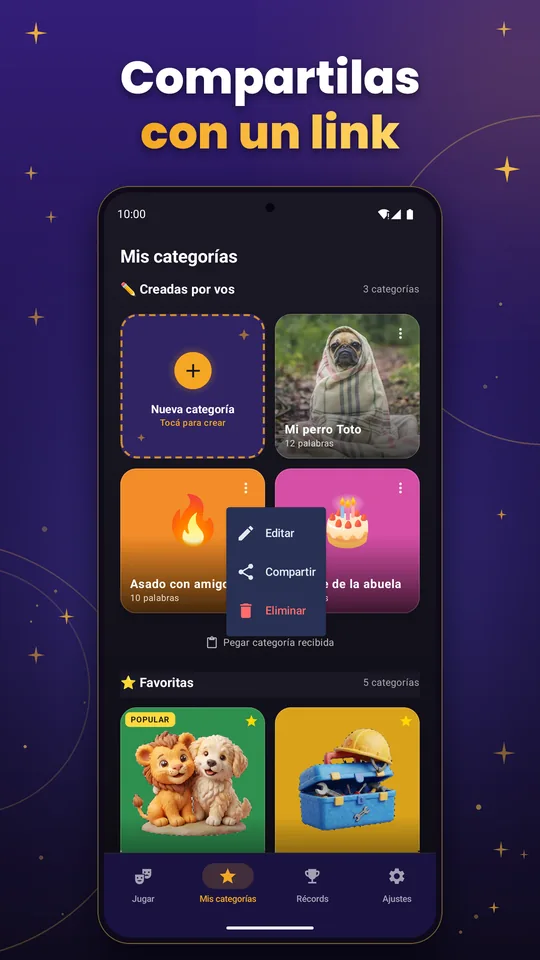 Compartilas
con un link
10:00
Mis categorías
✏️ Creadas por vos
3 categorías
Nueva categoría
Tocá para crear
Mi perro Toto
12 palabras
Editar
Compartir
Eliminar
Asado con amigo
10 palabras
e de la abuela
s
Pegar categoría recibida
⭐ Favoritas
5 categorías
POPULAR
Jugar
Mis categorías
Récords
Ajustes